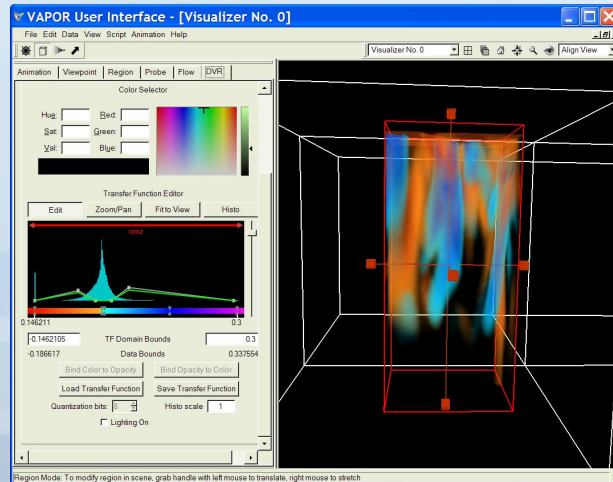 VAPOR User Interface - [Visualizer No. 0]
File Edit Data View Script Animation Help
Visualizer No. 0 Align View
Animation Viewpoint Region Probe Flow DVR
Color Selector
Hue: Red:
Sat: Green:
Val: Blue:
Transfer Function Editor
Edit Zoom/Pan Fit to View Histo
omz
0.146211 0.3
-0.1462105 TF Domain Bounds 0.3
-0.186617 Data Bounds 0.337554
Bind Color to Opacity Bind Opacity to Color
Load Transfer Function Save Transfer Function
Quantization bits: 8 Histo scale 1
Lighting On
Region Mode: To modify region in scene, grab handle with left mouse to translate, right mouse to stretch